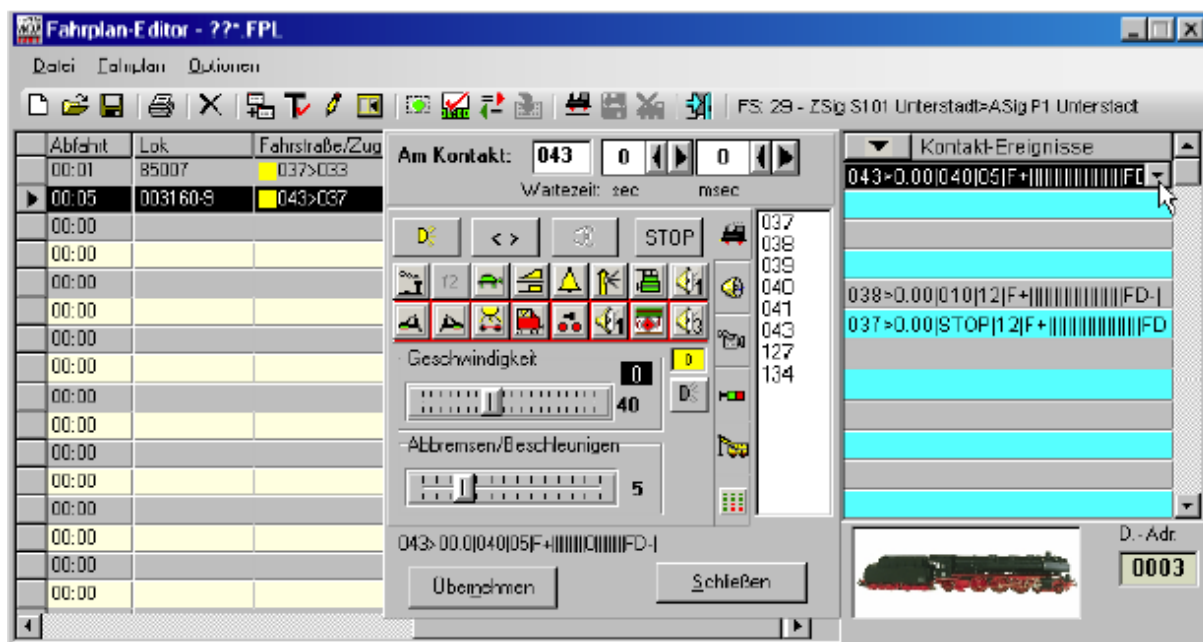 Fahrplan-Editor - ??*.FPL
Datei Fahrplan Optionen
FS: 29 - ZSig S101 Unterstadt>ASig P1 Unterstadt
Abfahrt Lok Fahrstraße/Zug
00:01 85007 037>033
00:05 003160-9 043>037
00:00
00:00
00:00
00:00
00:00
00:00
00:00
00:00
00:00
00:00
00:00
00:00
00:00
00:00
Am Kontakt: 043 0 0
Wartezeit: sec msec
< > STOP
f2
1
1 3
Geschwindigkeit
0
40
0
Abbremsen/Beschleunigen
5
037
038
039
040
041
043
127
134
043>00.0|040|05|F+||||||||0||||||FD-|
Übernehmen Schließen
Kontakt-Ereignisse
043>0.00|040|05|F+|||||||||||||||FD
038>0.00|010|12|F+|||||||||||||||FD-|
037>0.00|STOP|12|F+|||||||||||||||FD
D.-Adr.
0003